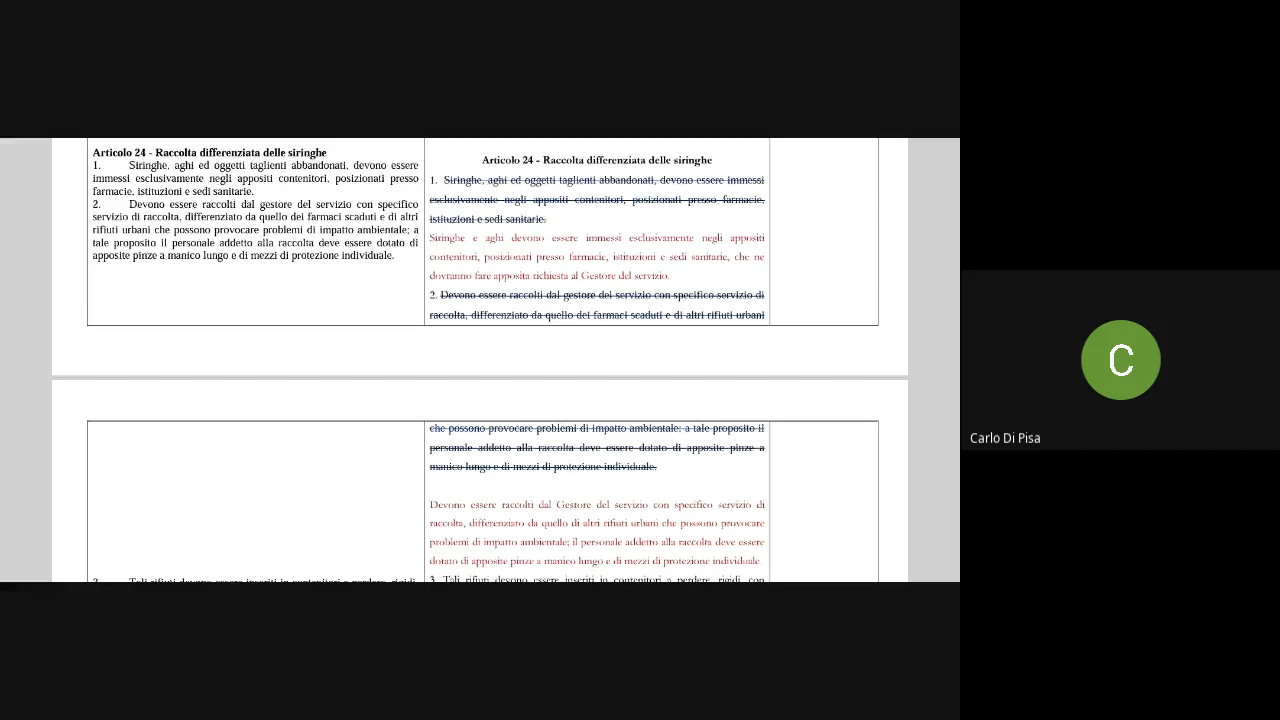 Articolo 24 - Raccolta differenziata delle siringhe
1. Siringhe, aghi ed oggetti taglienti abbandonati, devono essere
immessi esclusivamente negli appositi contenitori, posizionati presso
farmacie, istituzioni e sedi sanitarie.
2. Devono essere raccolti dal gestore del servizio con specifico
servizio di raccolta, differenziato da quello dei farmaci scaduti e di altri
rifiuti urbani che possono provocare problemi di impatto ambientale; a
tale proposito il personale addetto alla raccolta deve essere dotato di
apposite pinze a manico lungo e di mezzi di protezione individuale.
Articolo 24 - Raccolta differenziata delle siringhe
1. Siringhe, aghi ed oggetti taglienti abbandonati, devono essere immessi
esclusivamente negli appositi contenitori, posizionati presso farmacie,
istituzioni e sedi sanitarie.
Siringhe e aghi devono essere immessi esclusivamente negli appositi
contenitori, posizionati presso farmacie, istituzioni e sedi sanitarie, che ne
dovranno fare apposita richiesta al Gestore del servizio.
2. Devono essere raccolti dal gestore del servizio con specifico servizio di
raccolta, differenziato da quello dei farmaci scaduti e di altri rifiuti urbani
che possono provocare problemi di impatto ambientale; a tale proposito il
personale addetto alla raccolta deve essere dotato di apposite pinze a
manico lungo e di mezzi di protezione individuale.
Devono essere raccolti dal Gestore del servizio con specifico servizio di
raccolta, differenziato da quello di altri rifiuti urbani che possono provocare
problemi di impatto ambientale; il personale addetto alla raccolta deve essere
dotato di apposite pinze a manico lungo e di mezzi di protezione individuale.
3. Tali rifiuti devono essere inseriti in contenitori a perdere, rigidi,
3. Tali rifiuti devono essere inseriti in contenitori a perdere, rigidi, con
C
Carlo Di Pisa